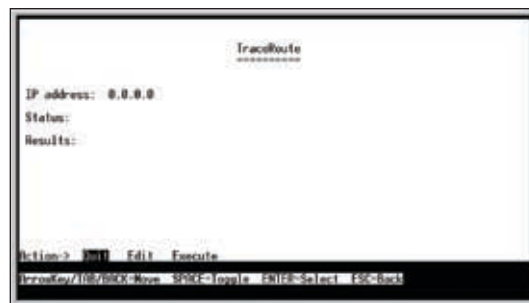 TraceRoute
==========
IP address: 0.0.0.0
Status:
Results:
Action-> Quit Edit Execute
ArrowKey/TAB/BACK=Move SPACE=Toggle ENTER=Select ESC=Back